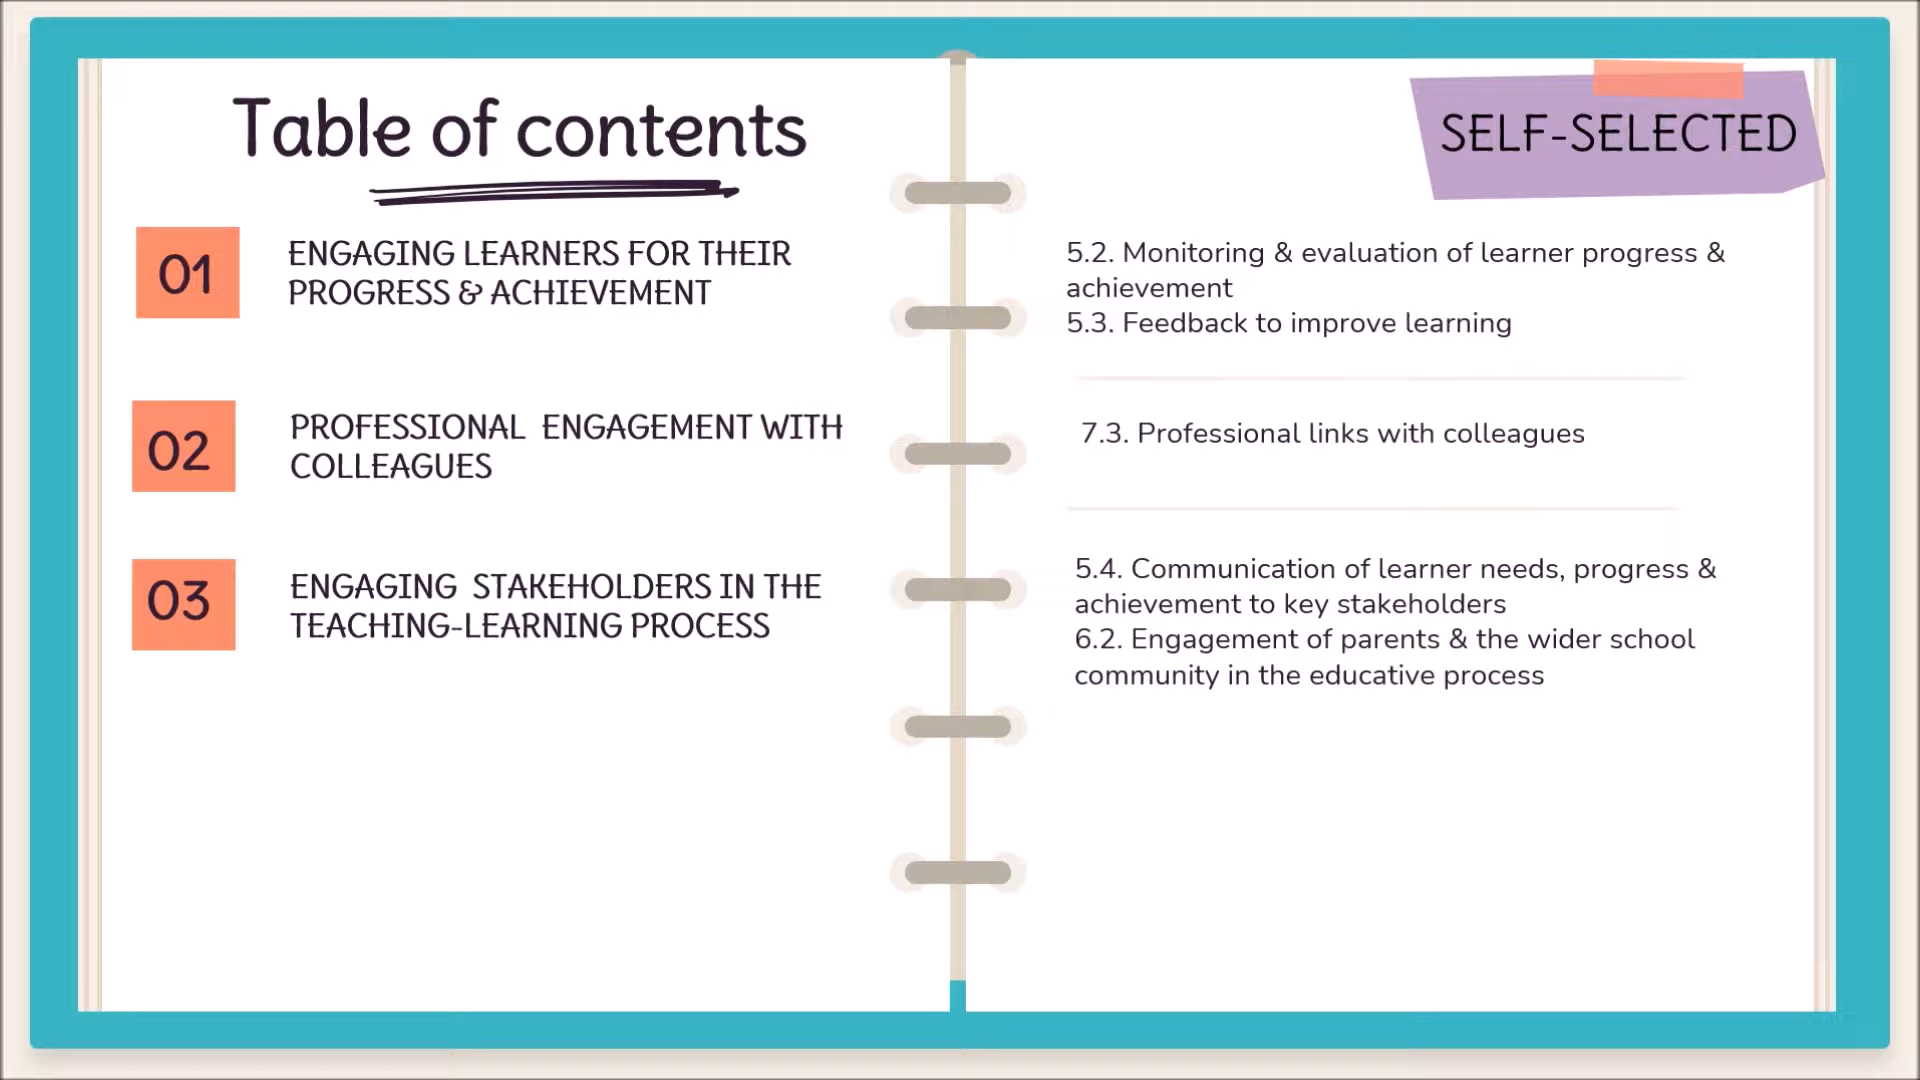 Table of contents
01
ENGAGING LEARNERS FOR THEIR
PROGRESS & ACHIEVEMENT
02
PROFESSIONAL ENGAGEMENT WITH
COLLEAGUES
03
ENGAGING STAKEHOLDERS IN THE
TEACHING-LEARNING PROCESS
SELF-SELECTED
5.2. Monitoring & evaluation of learner progress &
achievement
5.3. Feedback to improve learning
7.3. Professional links with colleagues
5.4. Communication of learner needs, progress &
achievement to key stakeholders
6.2. Engagement of parents & the wider school
community in the educative process